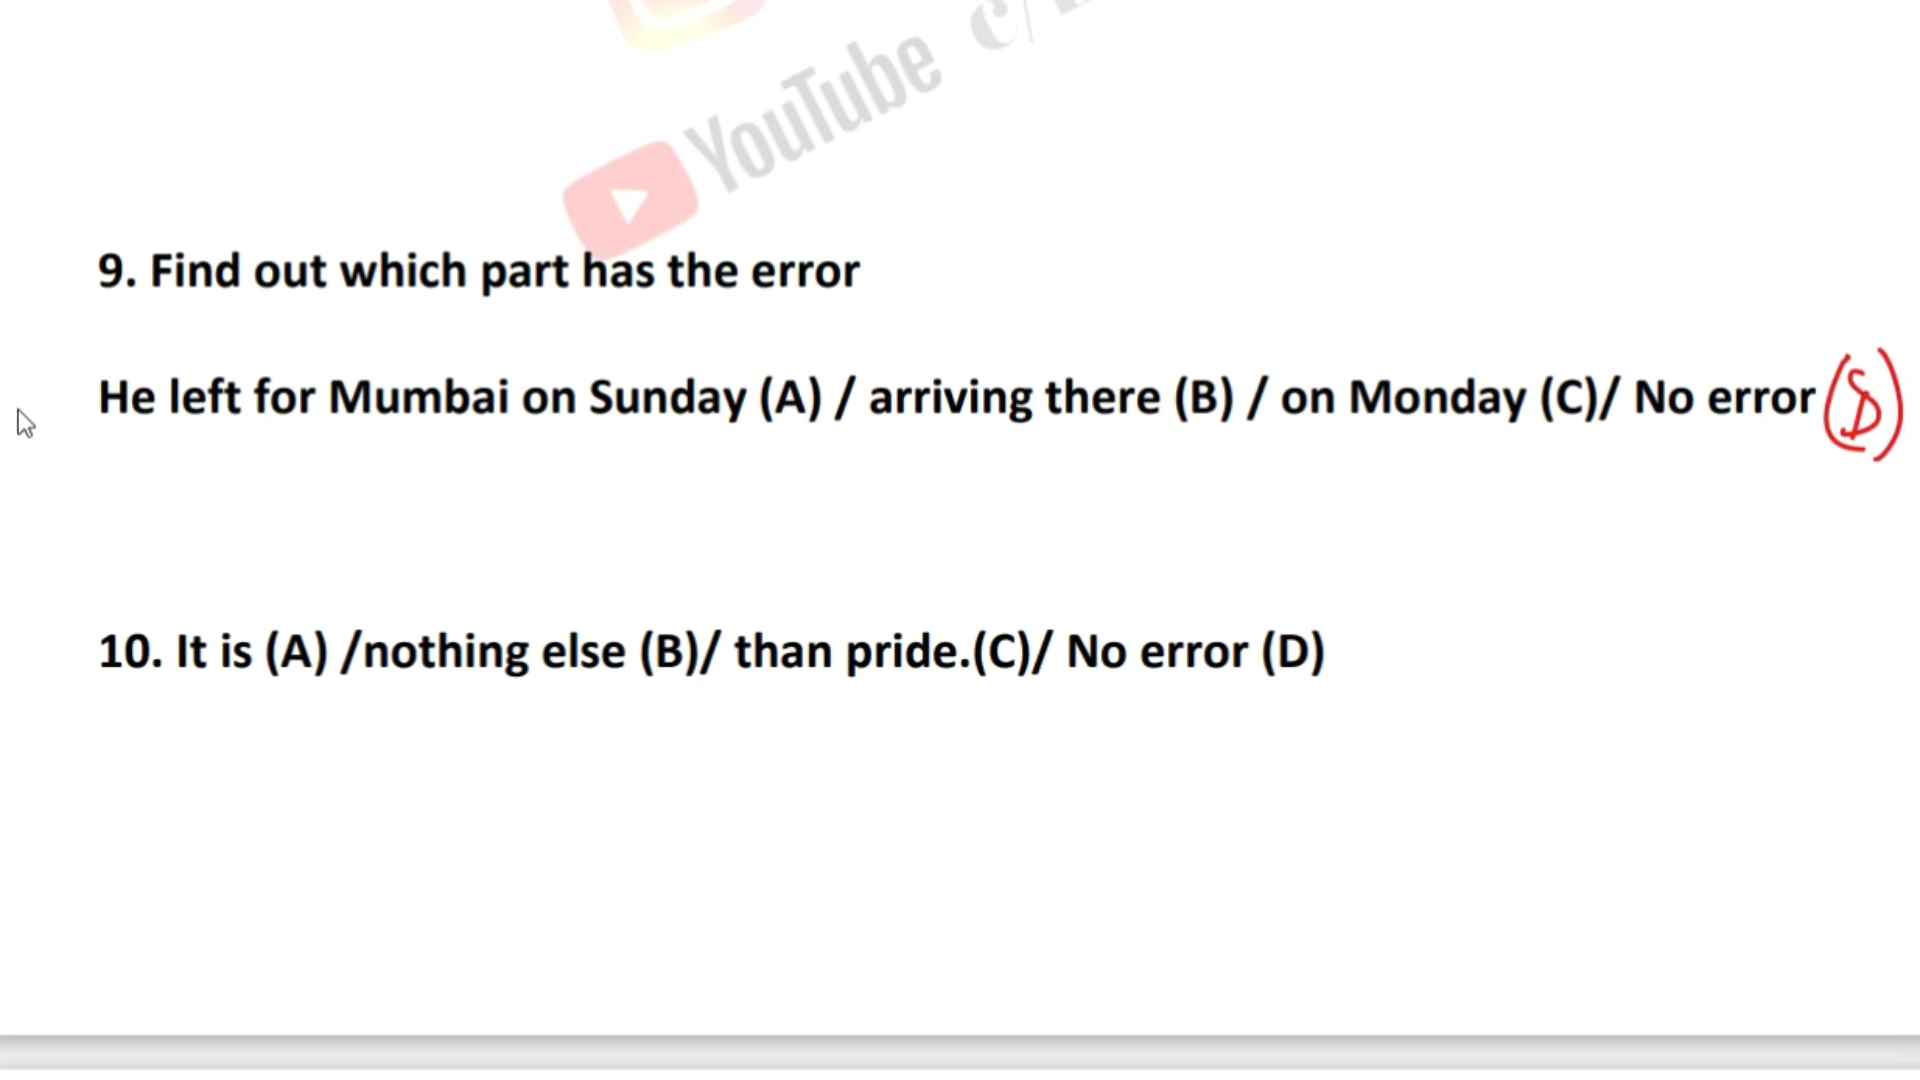 YouTube c/
9. Find out which part has the error
He left for Mumbai on Sunday (A) / arriving there (B) / on Monday (C)/ No error (D)
10. It is (A) /nothing else (B)/ than pride.(C)/ No error (D)